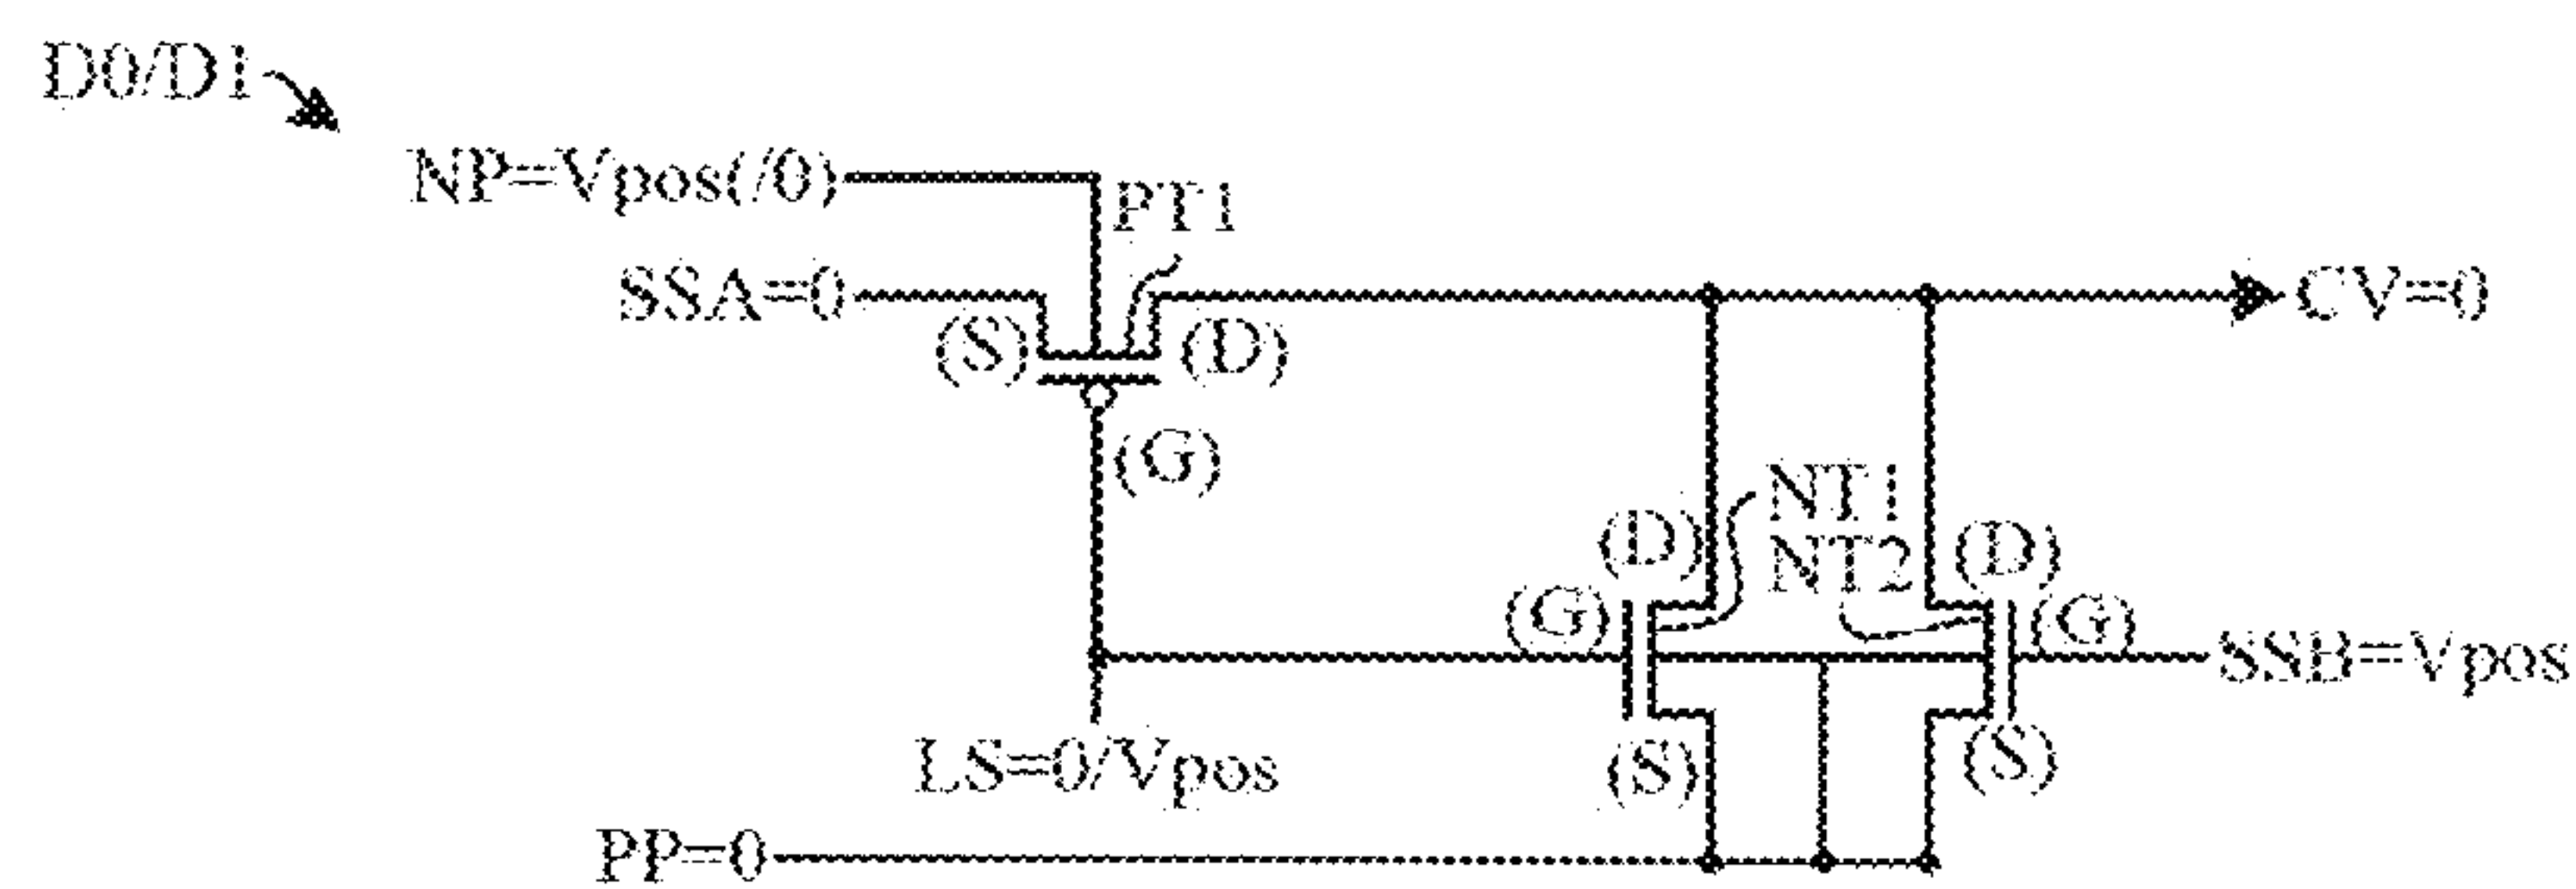 D0/D1
NP=Vpos(/0)
PT1
SSA=0
CV=0
(S)
(D)
(G)
NT1
(D)
NT2
(D)
(G)
(G)
SSB=Vpos
LS=0/Vpos
(S)
(S)
PP=0